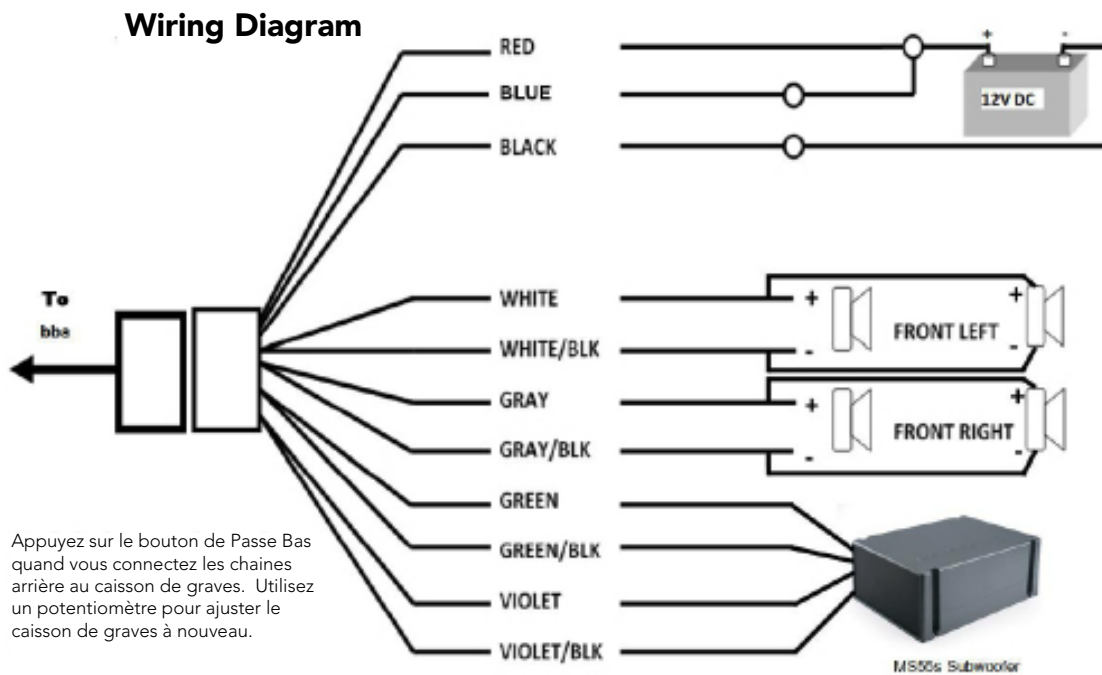 Wiring Diagram
RED
BLUE
BLACK
+ -
12V DC
To
bba
WHITE
WHITE/BLK
GRAY
GRAY/BLK
GREEN
GREEN/BLK
VIOLET
VIOLET/BLK
+ +
FRONT LEFT
- -
+ +
FRONT RIGHT
- -
Appuyez sur le bouton de Passe Bas
quand vous connectez les chaines
arrière au caisson de graves. Utilisez
un potentiomètre pour ajuster le
caisson de graves à nouveau.
MS55s Subwoofer